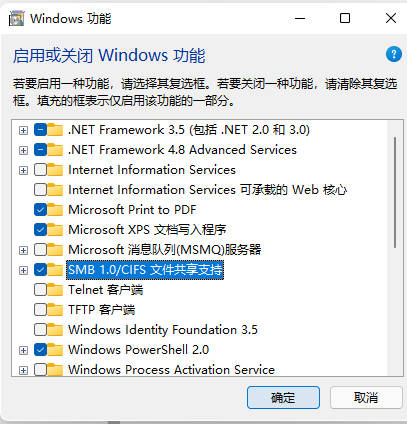 Windows 功能
启用或关闭 Windows 功能
若要启用一种功能，请选择其复选框。若要关闭一种功能，请清除其复选
框。填充的框表示仅启用该功能的一部分。
.NET Framework 3.5 (包括 .NET 2.0 和 3.0)
.NET Framework 4.8 Advanced Services
Internet Information Services
Internet Information Services 可承载的 Web 核心
Microsoft Print to PDF
Microsoft XPS 文档写入程序
Microsoft 消息队列(MSMQ)服务器
SMB 1.0/CIFS 文件共享支持
Telnet 客户端
TFTP 客户端
Windows Identity Foundation 3.5
Windows PowerShell 2.0
Windows Process Activation Service
确定
取消